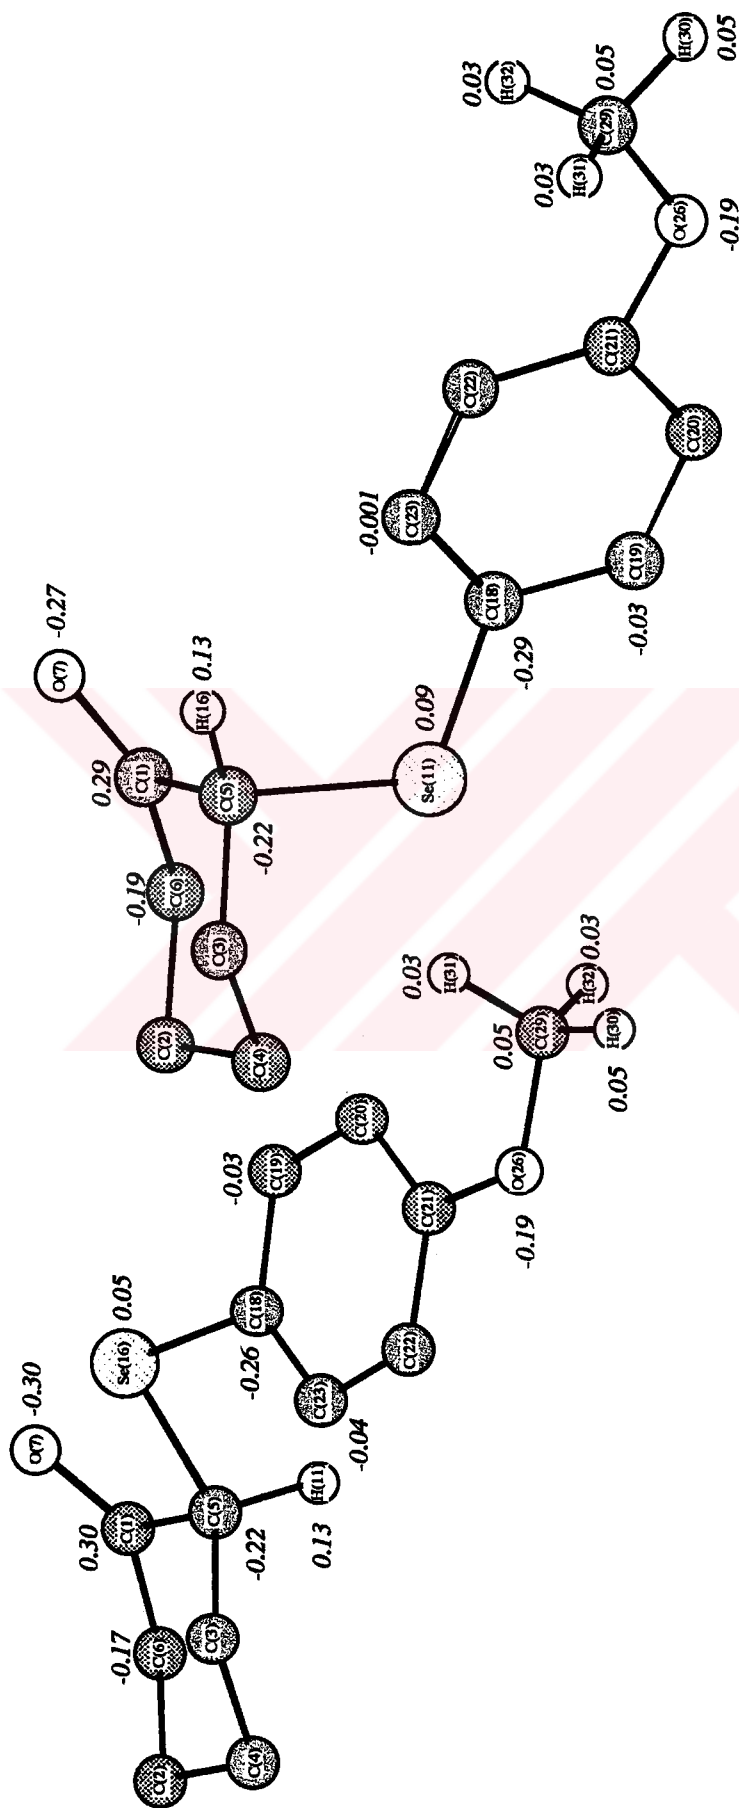 O(7)
-0.30
C(1)
0.30
Se(16)
0.05
C(6)
-0.17
C(5)
-0.22
H(11)
0.13
C(3)
C(2)
C(4)
C(18)
-0.26
C(19)
-0.03
C(20)
C(23)
-0.04
C(22)
C(21)
O(26)
-0.19
C(29)
0.05
H(31)
0.03
H(32)
0.03
H(30)
0.05
O(7)
-0.27
C(1)
0.29
H(16)
0.13
C(6)
-0.19
C(5)
-0.22
C(3)
C(2)
C(4)
Se(11)
0.09
C(18)
-0.29
C(23)
-0.001
C(22)
C(19)
-0.03
C(20)
C(21)
O(26)
-0.19
C(29)
0.05
H(31)
0.03
H(32)
0.03
H(30)
0.05